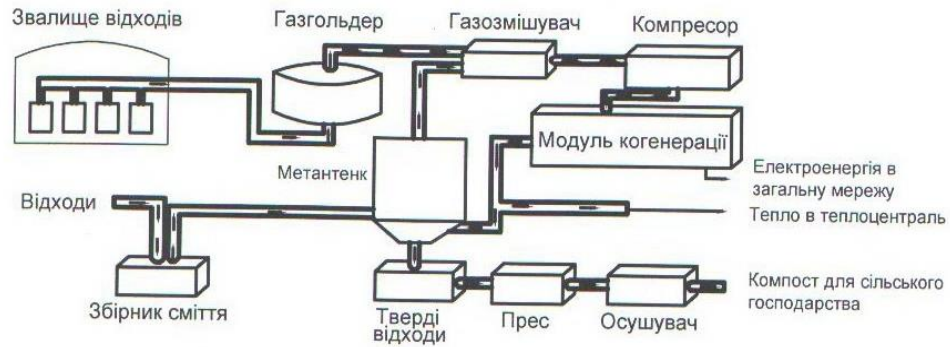 Звалище відходів
Газгольдер
Газозмішувач
Компресор
Модуль когенерації
Метантенк
Електроенергія в
загальну мережу
Відходи
Тепло в теплоцентраль
Збірник сміття
Тверді
відходи
Прес
Осушувач
Компост для сільського
господарства